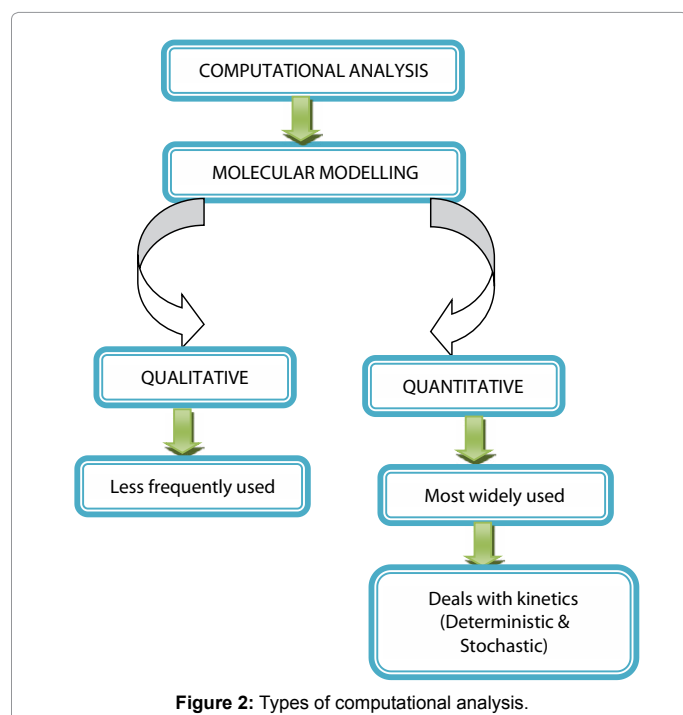 COMPUTATIONAL ANALYSIS
MOLECULAR MODELLING
QUALITATIVE
QUANTITATIVE
Less frequently used
Most widely used
Deals with kinetics
(Deterministic &
Stochastic)
Figure 2: Types of computational analysis.